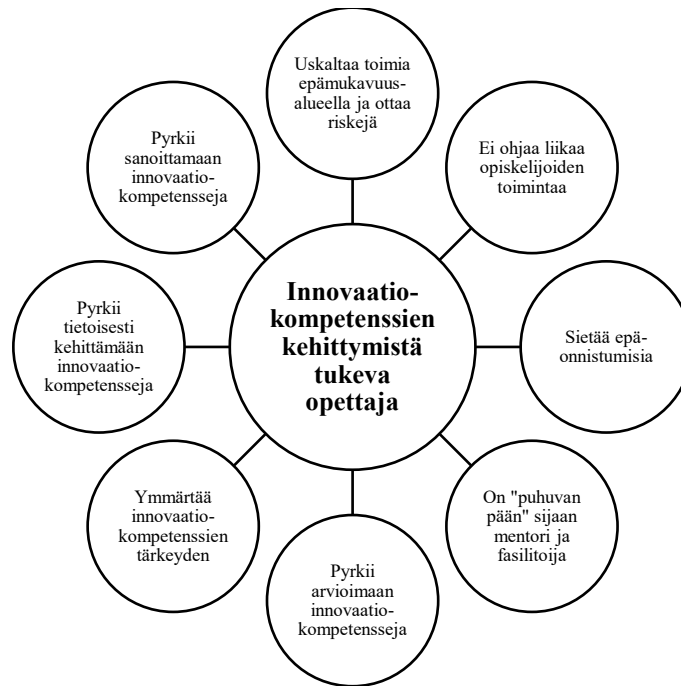 Uskaltaa toimia
epämukavuus-
alueella ja ottaa
riskejä
Ei ohjaa liikaa
opiskelijoiden
toimintaa
Sietää epä-
onnistumisia
On "puhuvan
pään" sijaan
mentori ja
fasilitoija
Pyrkii
arvioimaan
innovaatio-
kompetensseja
Ymmärtää
innovaatio-
kompetenssien
tärkeyden
Pyrkii
tietoisesti
kehittämään
innovaatio-
kompetensseja
Pyrkii
sanoittamaan
innovaatio-
kompetensseja
Innovaatio-
kompetenssien
kehittymistä
tukeva
opettaja